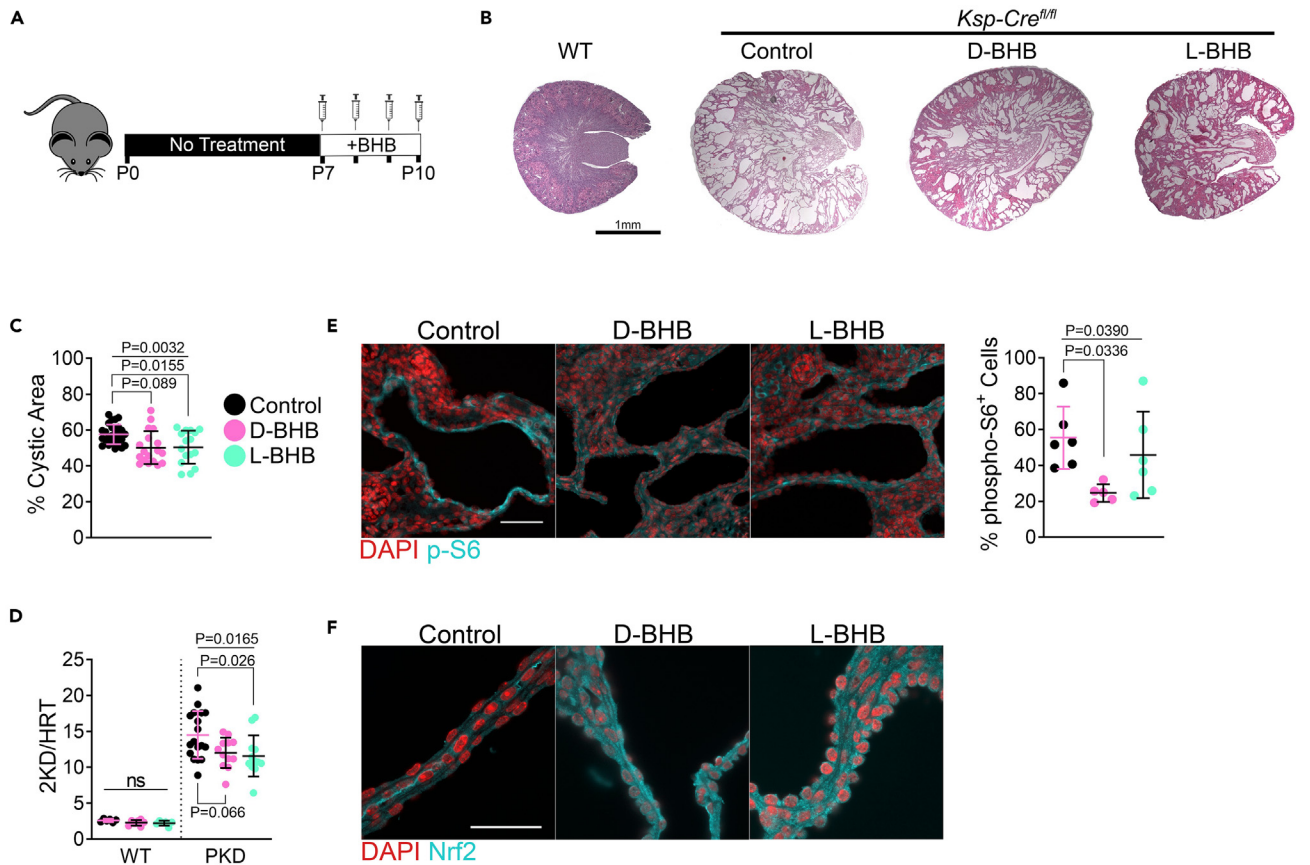 A
No Treatment
+BHB
P0
P7
P10
B
Ksp-Cre^fl/fl
WT
Control
D-BHB
L-BHB
1mm
C
P=0.0032
P=0.0155
P=0.089
100
80
60
40
20
0
% Cystic Area
Control
D-BHB
L-BHB
D
P=0.0165
P=0.026
25
20
15
10
5
0
2KD/HRT
ns
P=0.066
WT
PKD
E
Control
D-BHB
L-BHB
DAPI p-S6
P=0.0390
P=0.0336
100
80
60
40
20
0
% phospho-S6+ Cells
F
Control
D-BHB
L-BHB
DAPI Nrf2